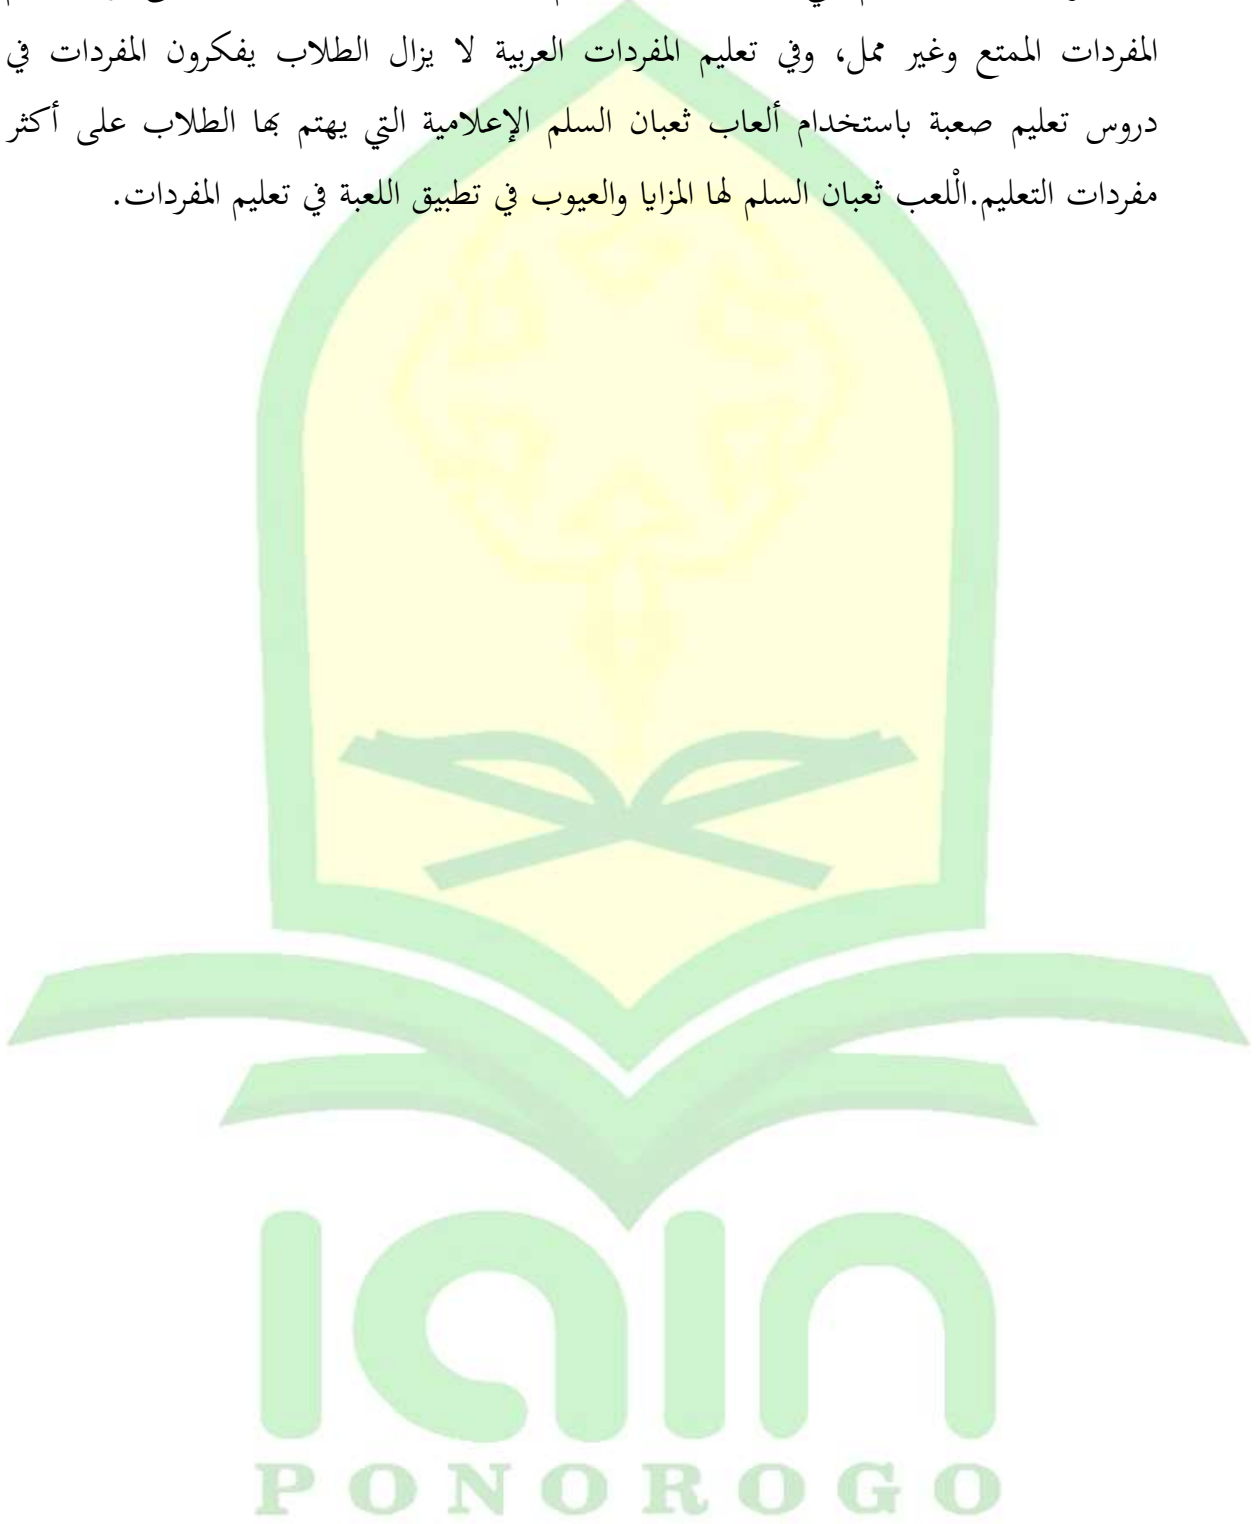 المفردات الممتع وغير ممل، وفي تعليم المفردات العربية لا يزال الطلاب يفكرون المفردات في
دروس تعليم صعبة باستخدام ألعاب ثعبان السلم الإعلامية التي يهتم بها الطلاب على أكثر
مفردات التعليم.الْلعب ثعبان السلم لها المزايا والعيوب في تطبيق اللعبة في تعليم المفردات.
iain
PONOROGO